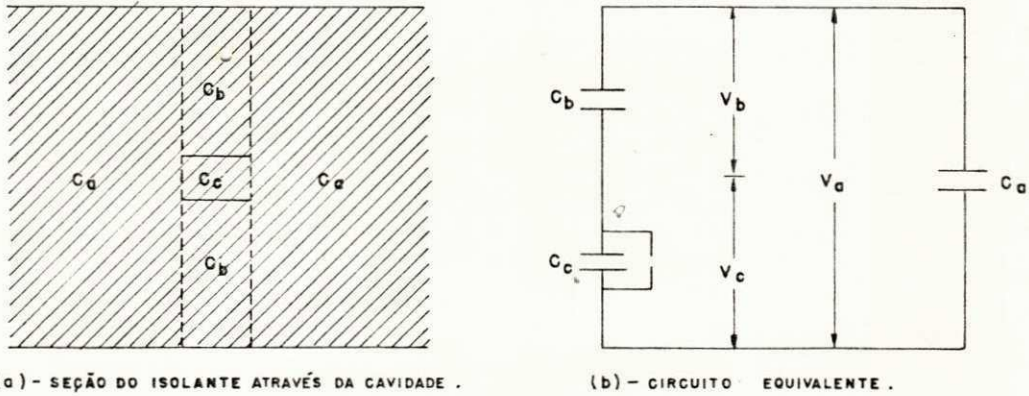 Cb
Ca
Cc
Ca
Cb
Cb
Cc
Vb
Vc
Va
Ca
a) - SEÇÃO DO ISOLANTE ATRAVÉS DA CAVIDADE .
(b) - CIRCUITO EQUIVALENTE .